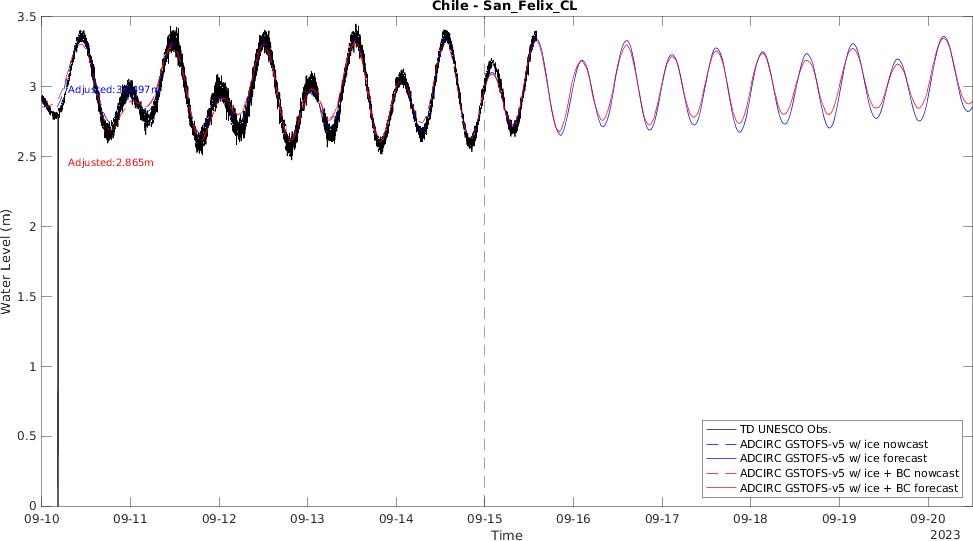 Chile - San_Felix_CL
3.5
3
2.5
2
1.5
1
0.5
0
Water Level (m)
Adjusted:2.865m
TD UNESCO Obs.
ADCIRC GSTOFS-v5 w/ ice nowcast
ADCIRC GSTOFS-v5 w/ ice forecast
ADCIRC GSTOFS-v5 w/ ice + BC nowcast
ADCIRC GSTOFS-v5 w/ ice + BC forecast
09-10 09-11 09-12 09-13 09-14 09-15 09-16 09-17 09-18 09-19 09-20
Time
2023